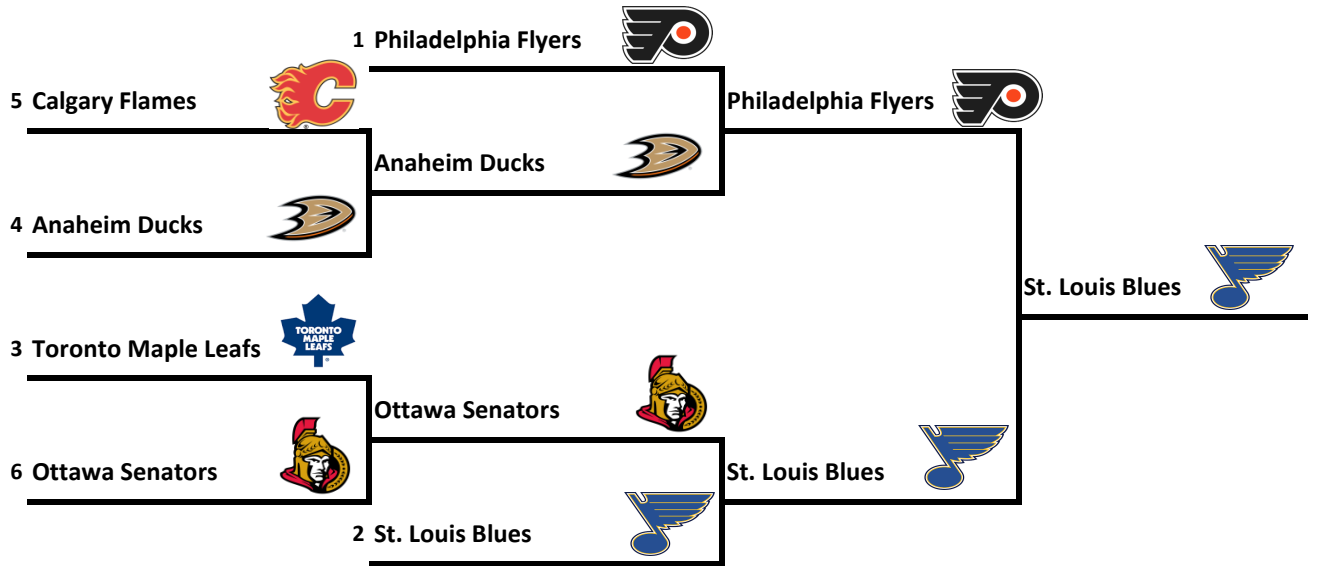 1 Philadelphia Flyers
5 Calgary Flames
Philadelphia Flyers
Anaheim Ducks
4 Anaheim Ducks
St. Louis Blues
3 Toronto Maple Leafs
TORONTO
MAPLE
LEAFS
Ottawa Senators
6 Ottawa Senators
St. Louis Blues
2 St. Louis Blues